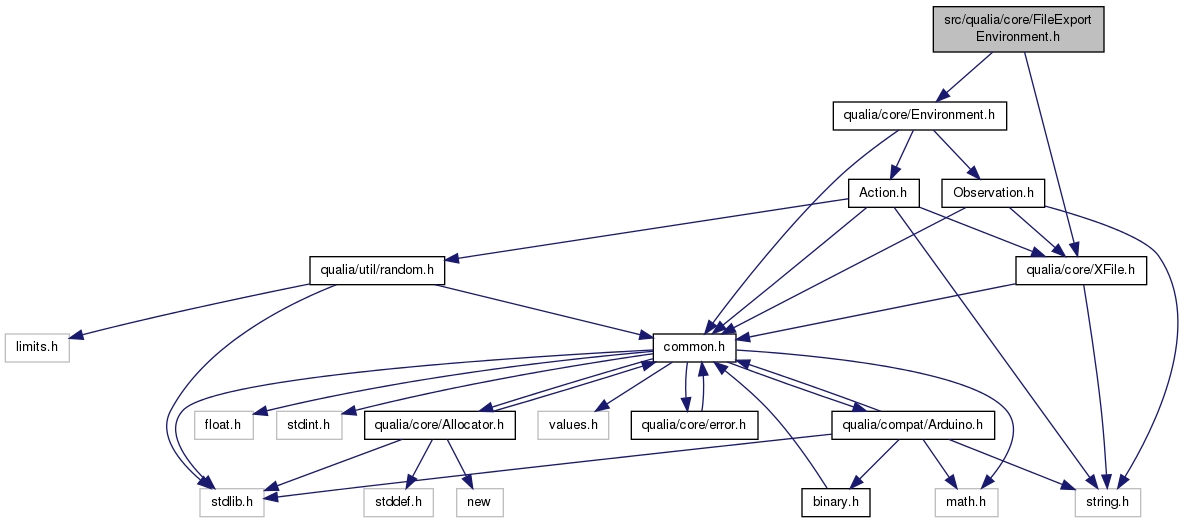 src/qualia/core/FileExport
Environment.h
qualia/core/Environment.h
Action.h
Observation.h
qualia/util/random.h
qualia/core/XFile.h
limits.h
common.h
float.h
stdint.h
qualia/core/Allocator.h
values.h
qualia/core/error.h
qualia/compat/Arduino.h
stdlib.h
stddef.h
new
binary.h
math.h
string.h